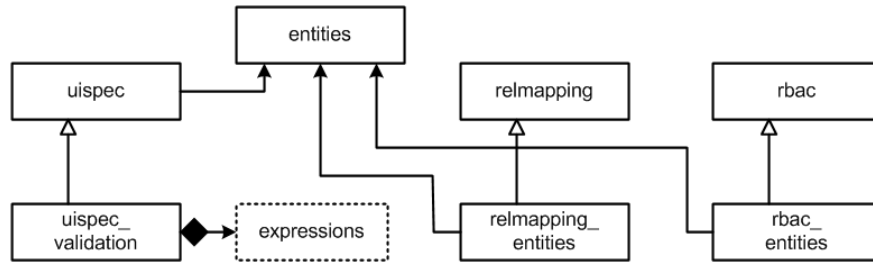 entities
uispec
relmapping
rbac
uispec_
validation
expressions
relmapping_
entities
rbac_
entities